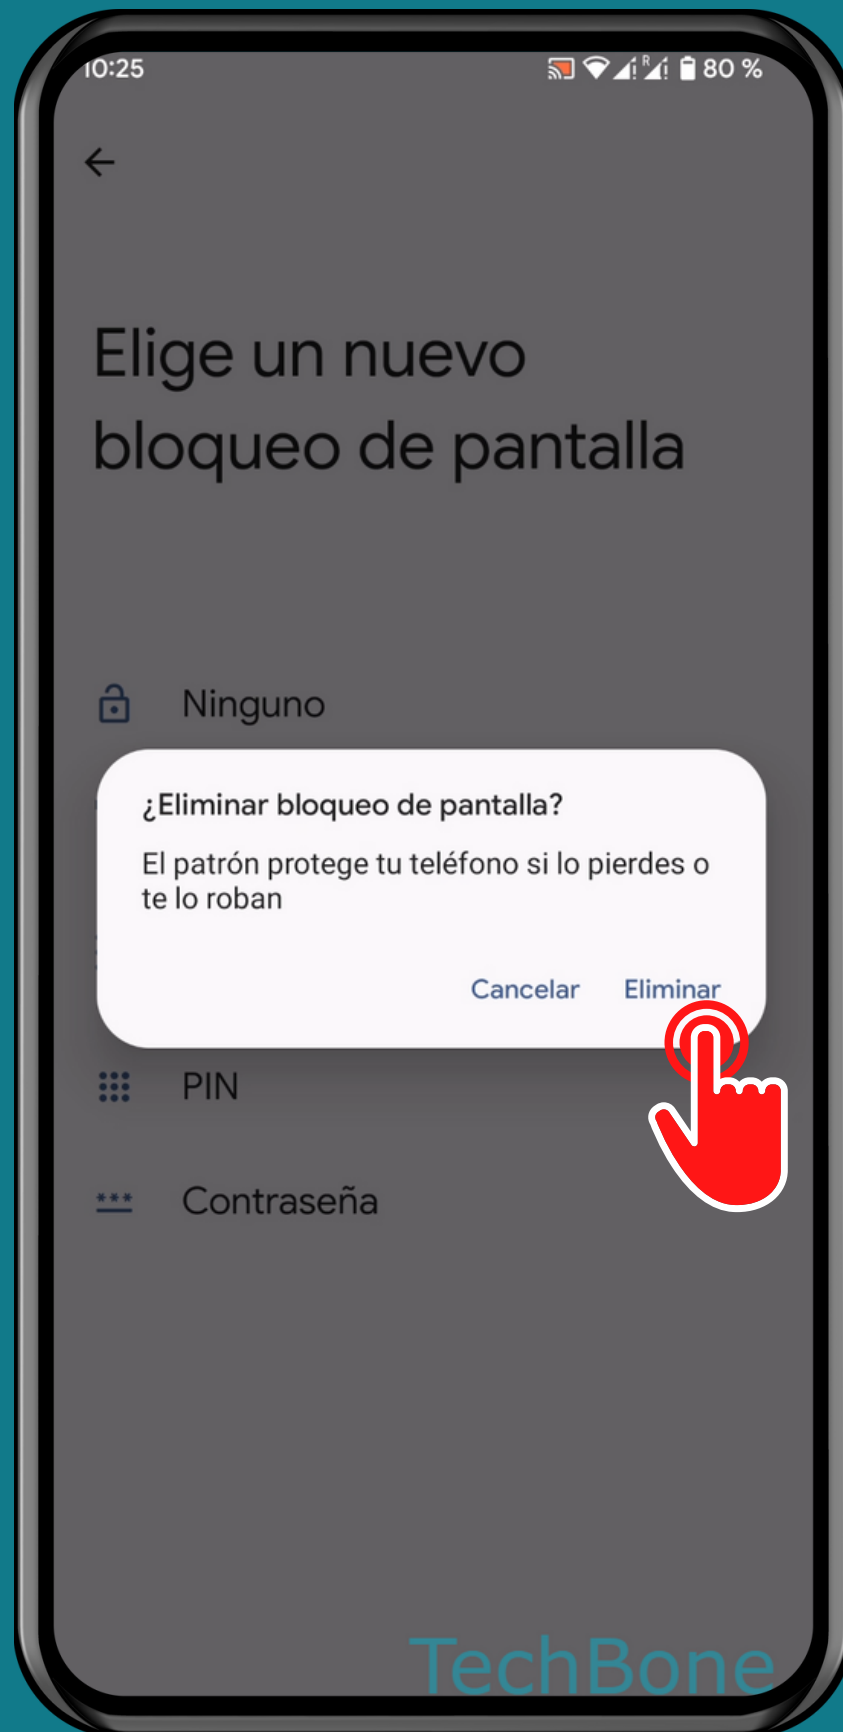 10:25
R
80 %
Elige un nuevo
bloqueo de pantalla
Ninguno
¿Eliminar bloqueo de pantalla?
El patrón protege tu teléfono si lo pierdes o
te lo roban
Cancelar Eliminar
PIN
Contraseña
TechBone